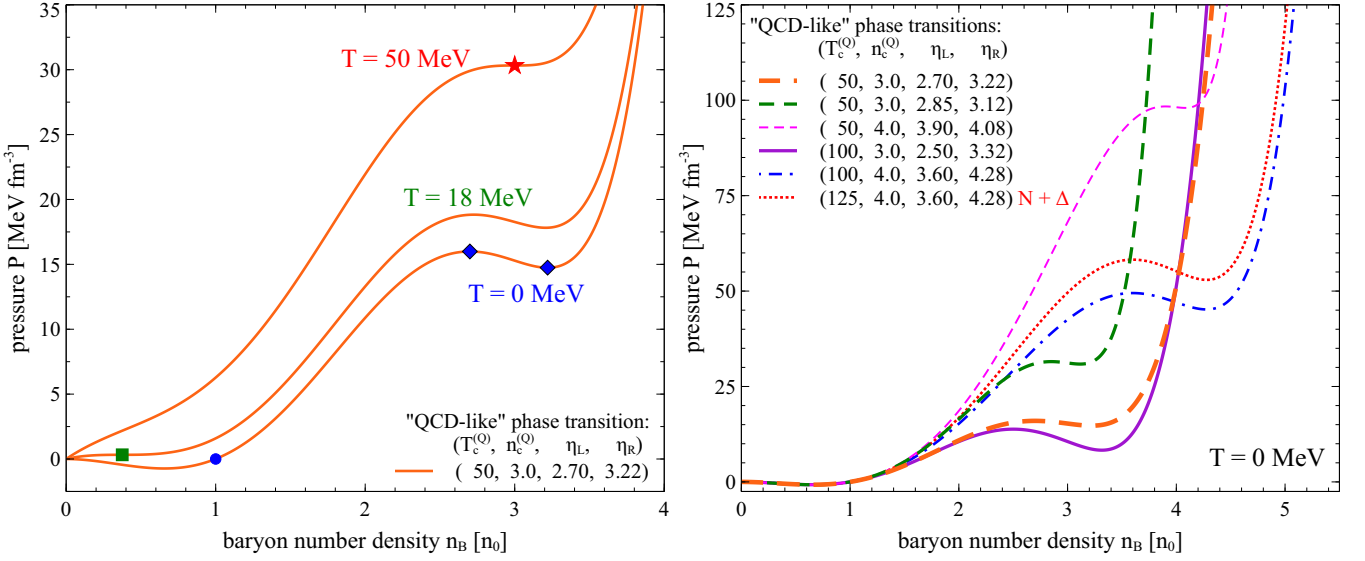 35
30
25
20
15
10
5
0
pressure P [MeV fm⁻³]
T = 50 MeV
T = 18 MeV
T = 0 MeV
"QCD-like" phase transition:
(T_c^(Q), n_c^(Q), η_L, η_R)
( 50, 3.0, 2.70, 3.22)
0 1 2 3 4
baryon number density n_B [n_0]
125
100
75
50
25
0
pressure P [MeV fm⁻³]
"QCD-like" phase transitions:
(T_c^(Q), n_c^(Q), η_L, η_R)
( 50, 3.0, 2.70, 3.22)
( 50, 3.0, 2.85, 3.12)
( 50, 4.0, 3.90, 4.08)
(100, 3.0, 2.50, 3.32)
(100, 4.0, 3.60, 4.28)
(125, 4.0, 3.60, 4.28) N + Δ
T = 0 MeV
0 1 2 3 4 5
baryon number density n_B [n_0]